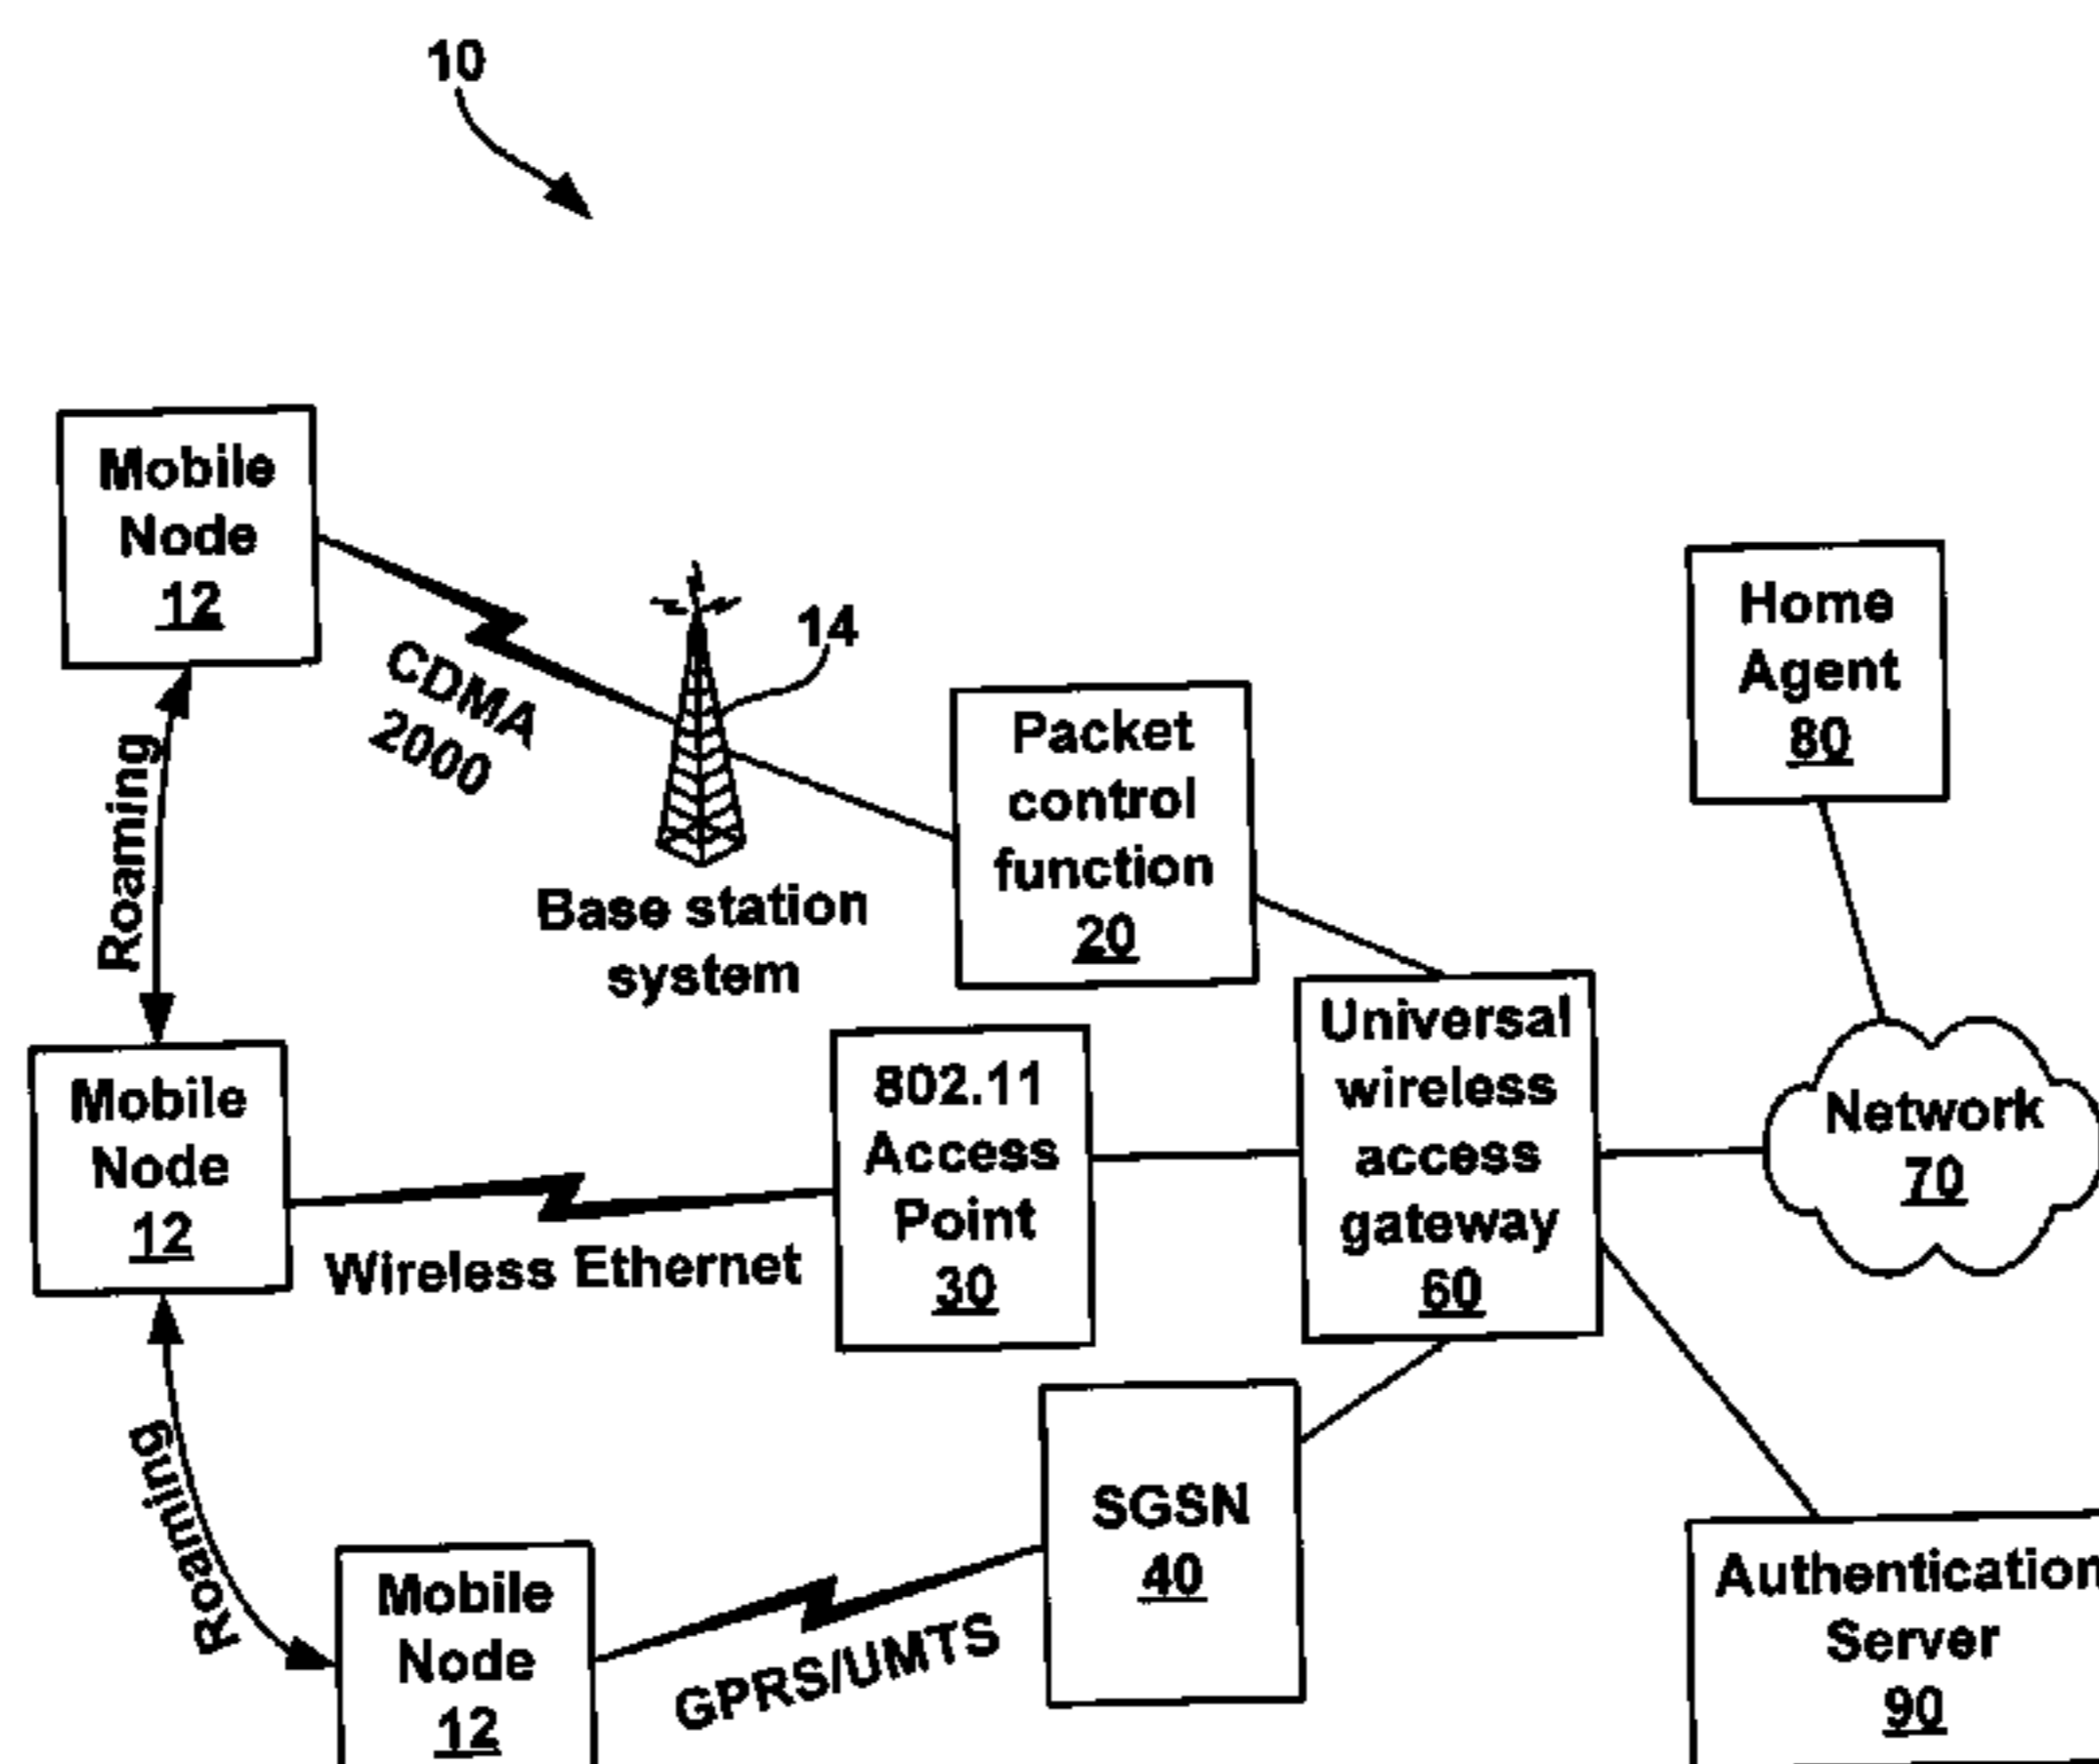 10
Mobile
Node
12
CDMA
2000
14
Base station
system
Packet
control
function
20
Home
Agent
80
Roaming
Mobile
Node
12
Wireless Ethernet
802.11
Access
Point
30
Universal
wireless
access
gateway
60
Network
70
Roaming
Mobile
Node
12
GPRS/UMTS
SGSN
40
Authentication
Server
90